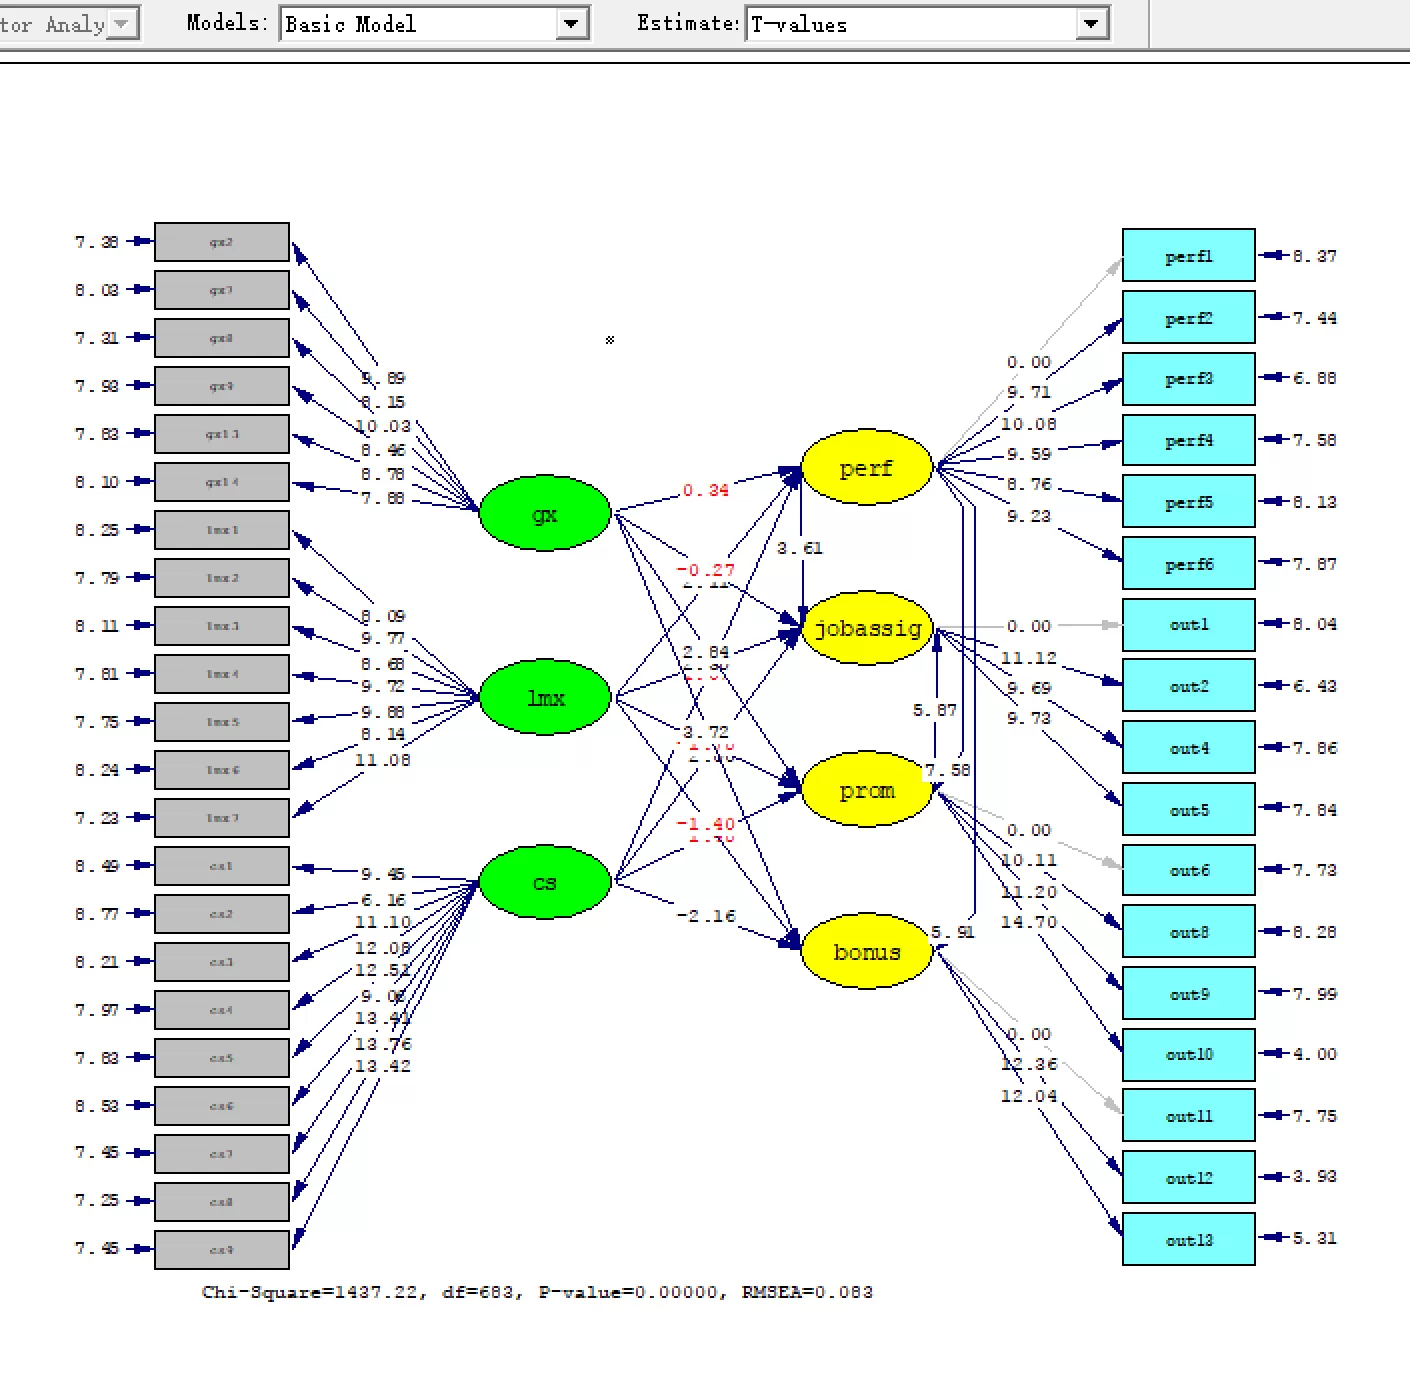 tor Analy Models: Basic Model Estimate: T-values
7.38 gx2
8.03 gx7
7.31 gx8
7.98 gx9
7.83 gx13
8.10 gx14
8.25 lmx1
7.79 lmx2
8.11 lmx3
7.81 lmx4
7.75 lmx5
8.24 lmx6
7.23 lmx7
8.49 cs1
8.77 cs2
8.21 cs3
7.97 cs4
7.83 cs5
8.53 cs6
7.45 cs7
7.25 cs8
7.45 cs9
9.89
8.15
10.03
8.46
8.78
7.88
8.09
9.77
8.68
9.72
9.88
8.14
11.08
9.45
6.16
11.10
12.08
12.51
13.41
13.76
13.42
gx
lmx
cs
0.34
-0.27
2.84
3.72
-1.40
-2.16
perf
jobassig
prom
bonus
3.61
5.87
7.58
5.91
0.00
9.71
10.08
9.59
8.76
9.23
0.00
11.12
9.69
9.73
0.00
10.11
11.20
14.70
0.00
12.36
12.04
perf1 8.37
perf2 7.44
perf3 6.88
perf4 7.58
perf5 8.13
perf6 7.87
out1 8.04
out2 6.43
out4 7.86
out5 7.84
out6 7.73
out8 8.28
out9 7.99
out10 4.00
out11 7.75
out12 3.93
out13 5.31
Chi-Square=1437.22, df=683, P-value=0.00000, RMSEA=0.083